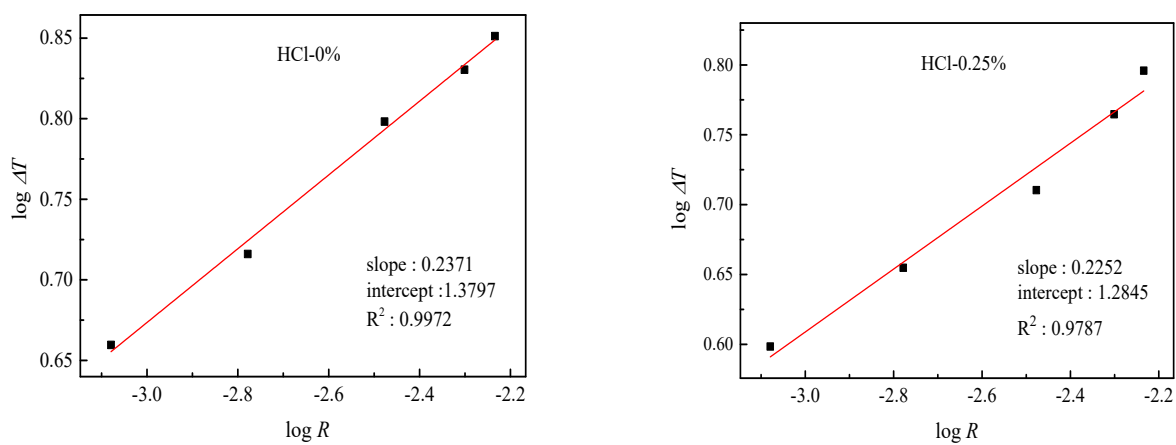 HCl-0%
0.85
0.80
0.75
0.70
0.65
log ΔT
slope : 0.2371
intercept :1.3797
R² : 0.9972
-3.0 -2.8 -2.6 -2.4 -2.2
log R
HCl-0.25%
0.80
0.75
0.70
0.65
0.60
log ΔT
slope : 0.2252
intercept : 1.2845
R² : 0.9787
-3.0 -2.8 -2.6 -2.4 -2.2
log R